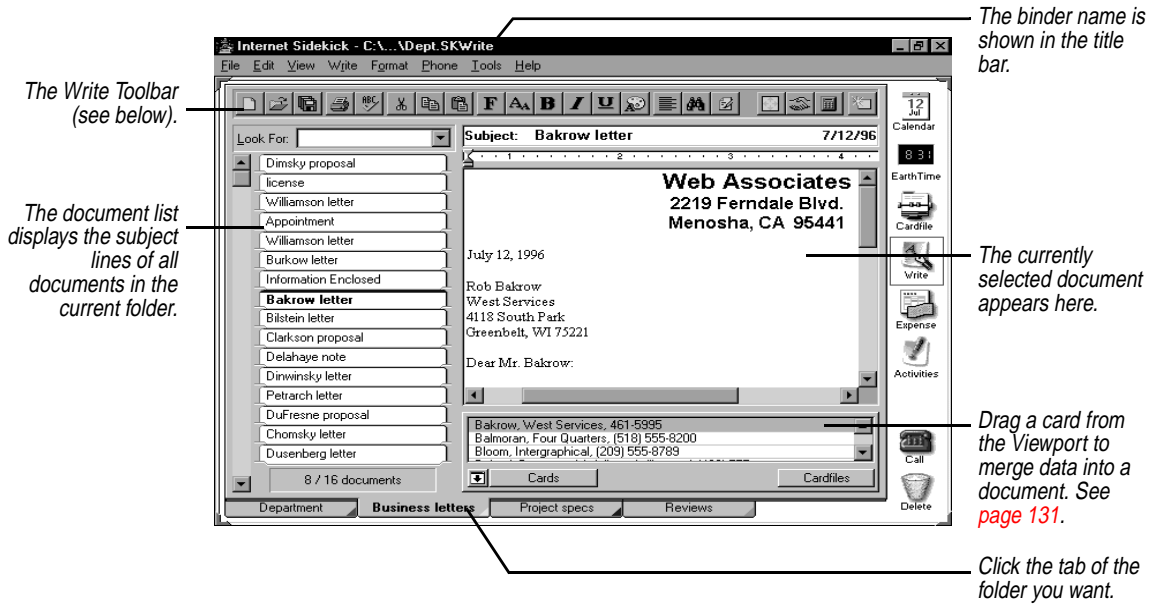 The binder name is
shown in the title
bar.
Internet Sidekick - C:\...\Dept.SKWrite
File Edit View Write Format Phone Tools Help
The Write Toolbar
(see below).
ABC
F AA B I U
12
Jul
Calendar
Look For:
Subject: Bakrow letter 7/12/96
1 2 3 4
8 31
EarthTime
Dimsky proposal
license
Williamson letter
Appointment
Williamson letter
Burkow letter
Information Enclosed
Bakrow letter
Bilstein letter
Clarkson proposal
Delahaye note
Dinwinsky letter
Petrarch letter
DuFresne proposal
Chomsky letter
Dusenberg letter
8 / 16 documents
The document list
displays the subject
lines of all
documents in the
current folder.
Web Associates
2219 Ferndale Blvd.
Menosha, CA 95441
July 12, 1996
Rob Bakrow
West Services
4118 South Park
Greenbelt, WI 75221
Dear Mr. Bakrow:
Cardfile
Write
Expense
Activities
The currently
selected document
appears here.
Bakrow, West Services, 461-5995
Balmoran, Four Quarters, (518) 555-8200
Bloom, Intergraphical, (209) 555-8789
Cards Cardfiles
Call
Delete
Drag a card from
the Viewport to
merge data into a
document. See
page 131.
Department Business letters Project specs Reviews
Click the tab of the
folder you want.